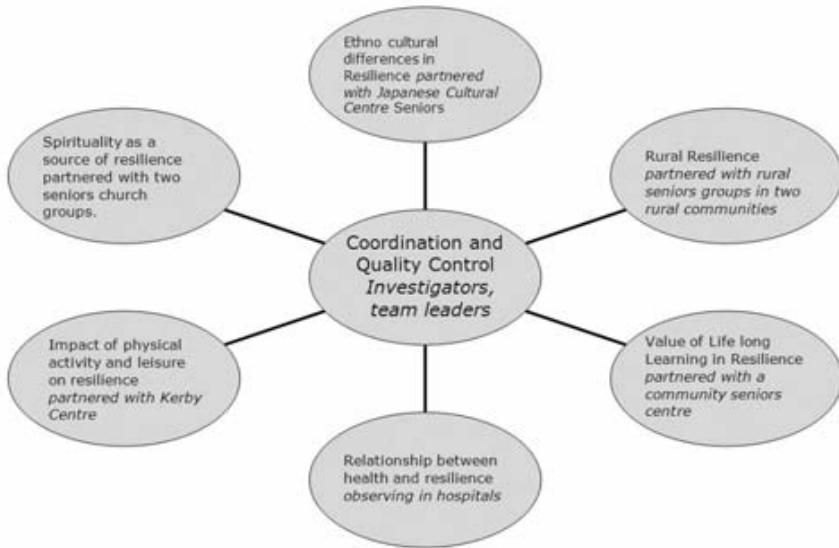 Ethno cultural
differences in
Resilience partnered
with Japanese Cultural
Centre Seniors
Spirituality as a
source of resilience
partnered with two
seniors church
groups.
Rural Resilience
partnered with rural
seniors groups in two
rural communities
Coordination and
Quality Control
Investigators,
team leaders
Impact of physical
activity and leisure
on resilience
partnered with Kerby
Centre
Value of Life long
Learning in Resilience
partnered with a
community seniors
centre
Relationship between
health and resilience
observing in hospitals